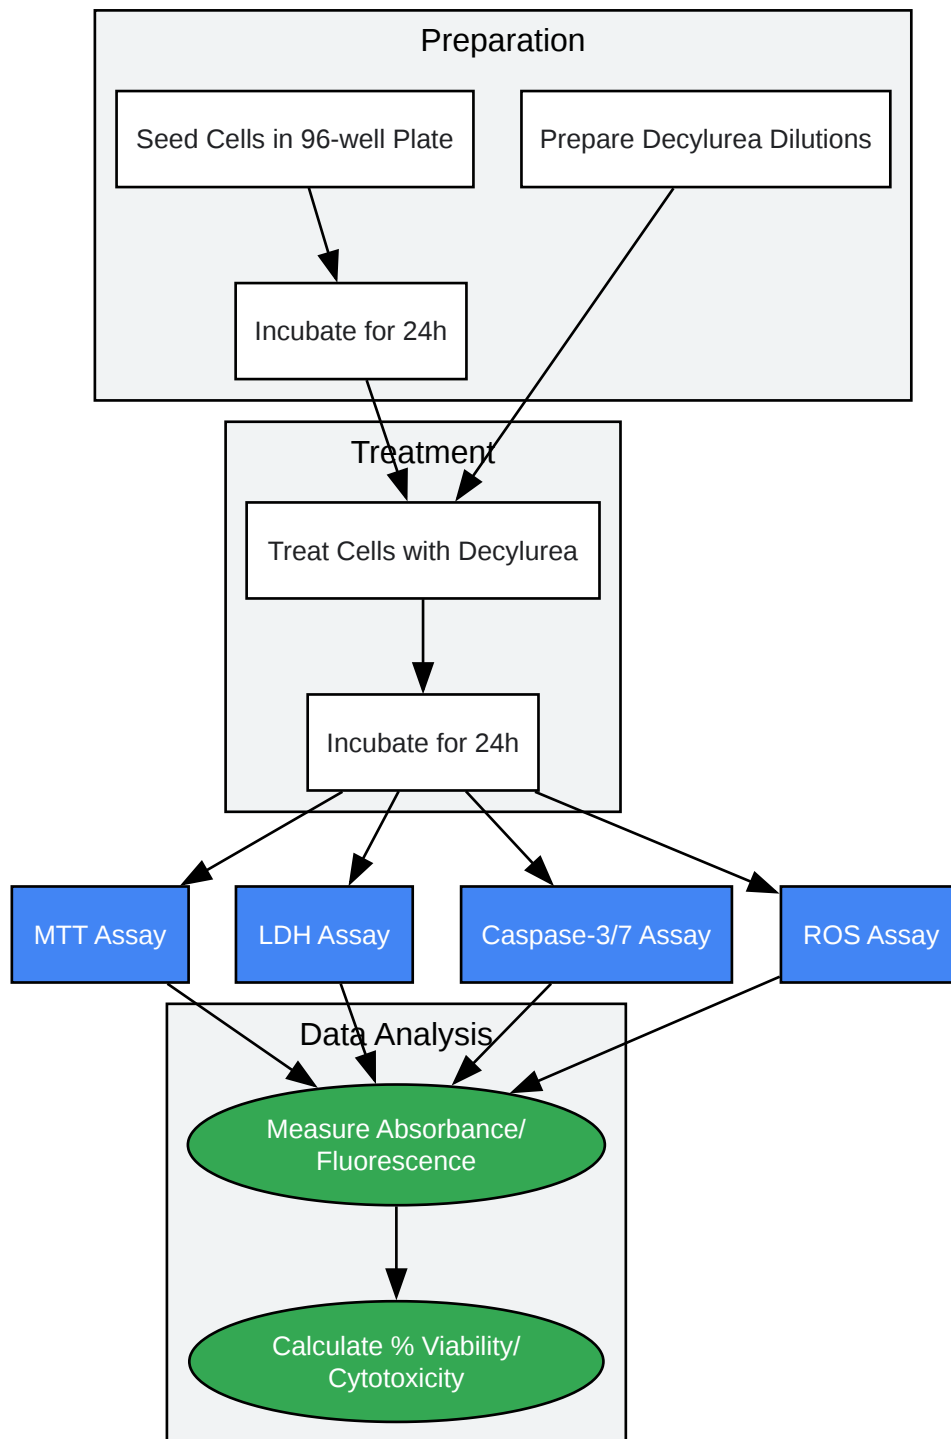 Preparation
Seed Cells in 96-well Plate
Prepare Decylurea Dilutions
Incubate for 24h
Treatment
Treat Cells with Decylurea
Incubate for 24h
MTT Assay
LDH Assay
Caspase-3/7 Assay
ROS Assay
Data Analysis
Measure Absorbance/
Fluorescence
Calculate % Viability/
Cytotoxicity